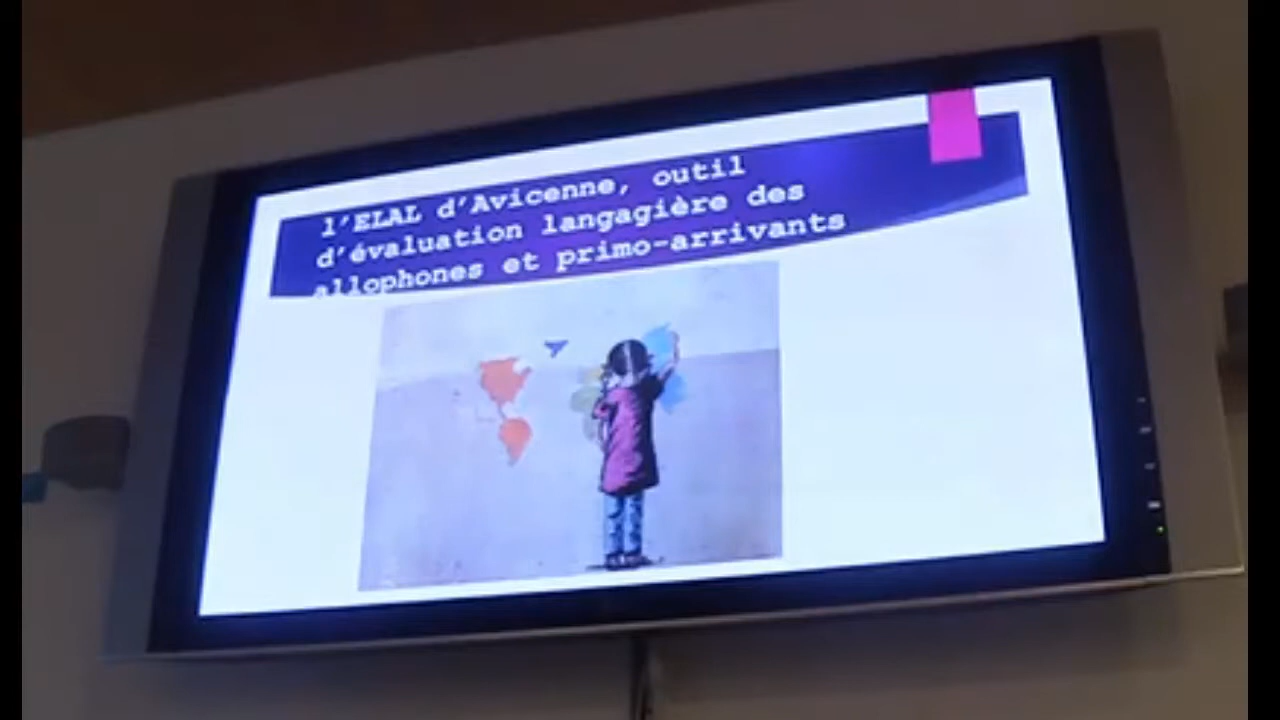 l'ELAL d'Avicenne, outil
d'évaluation langagière des
allophones et primo-arrivants